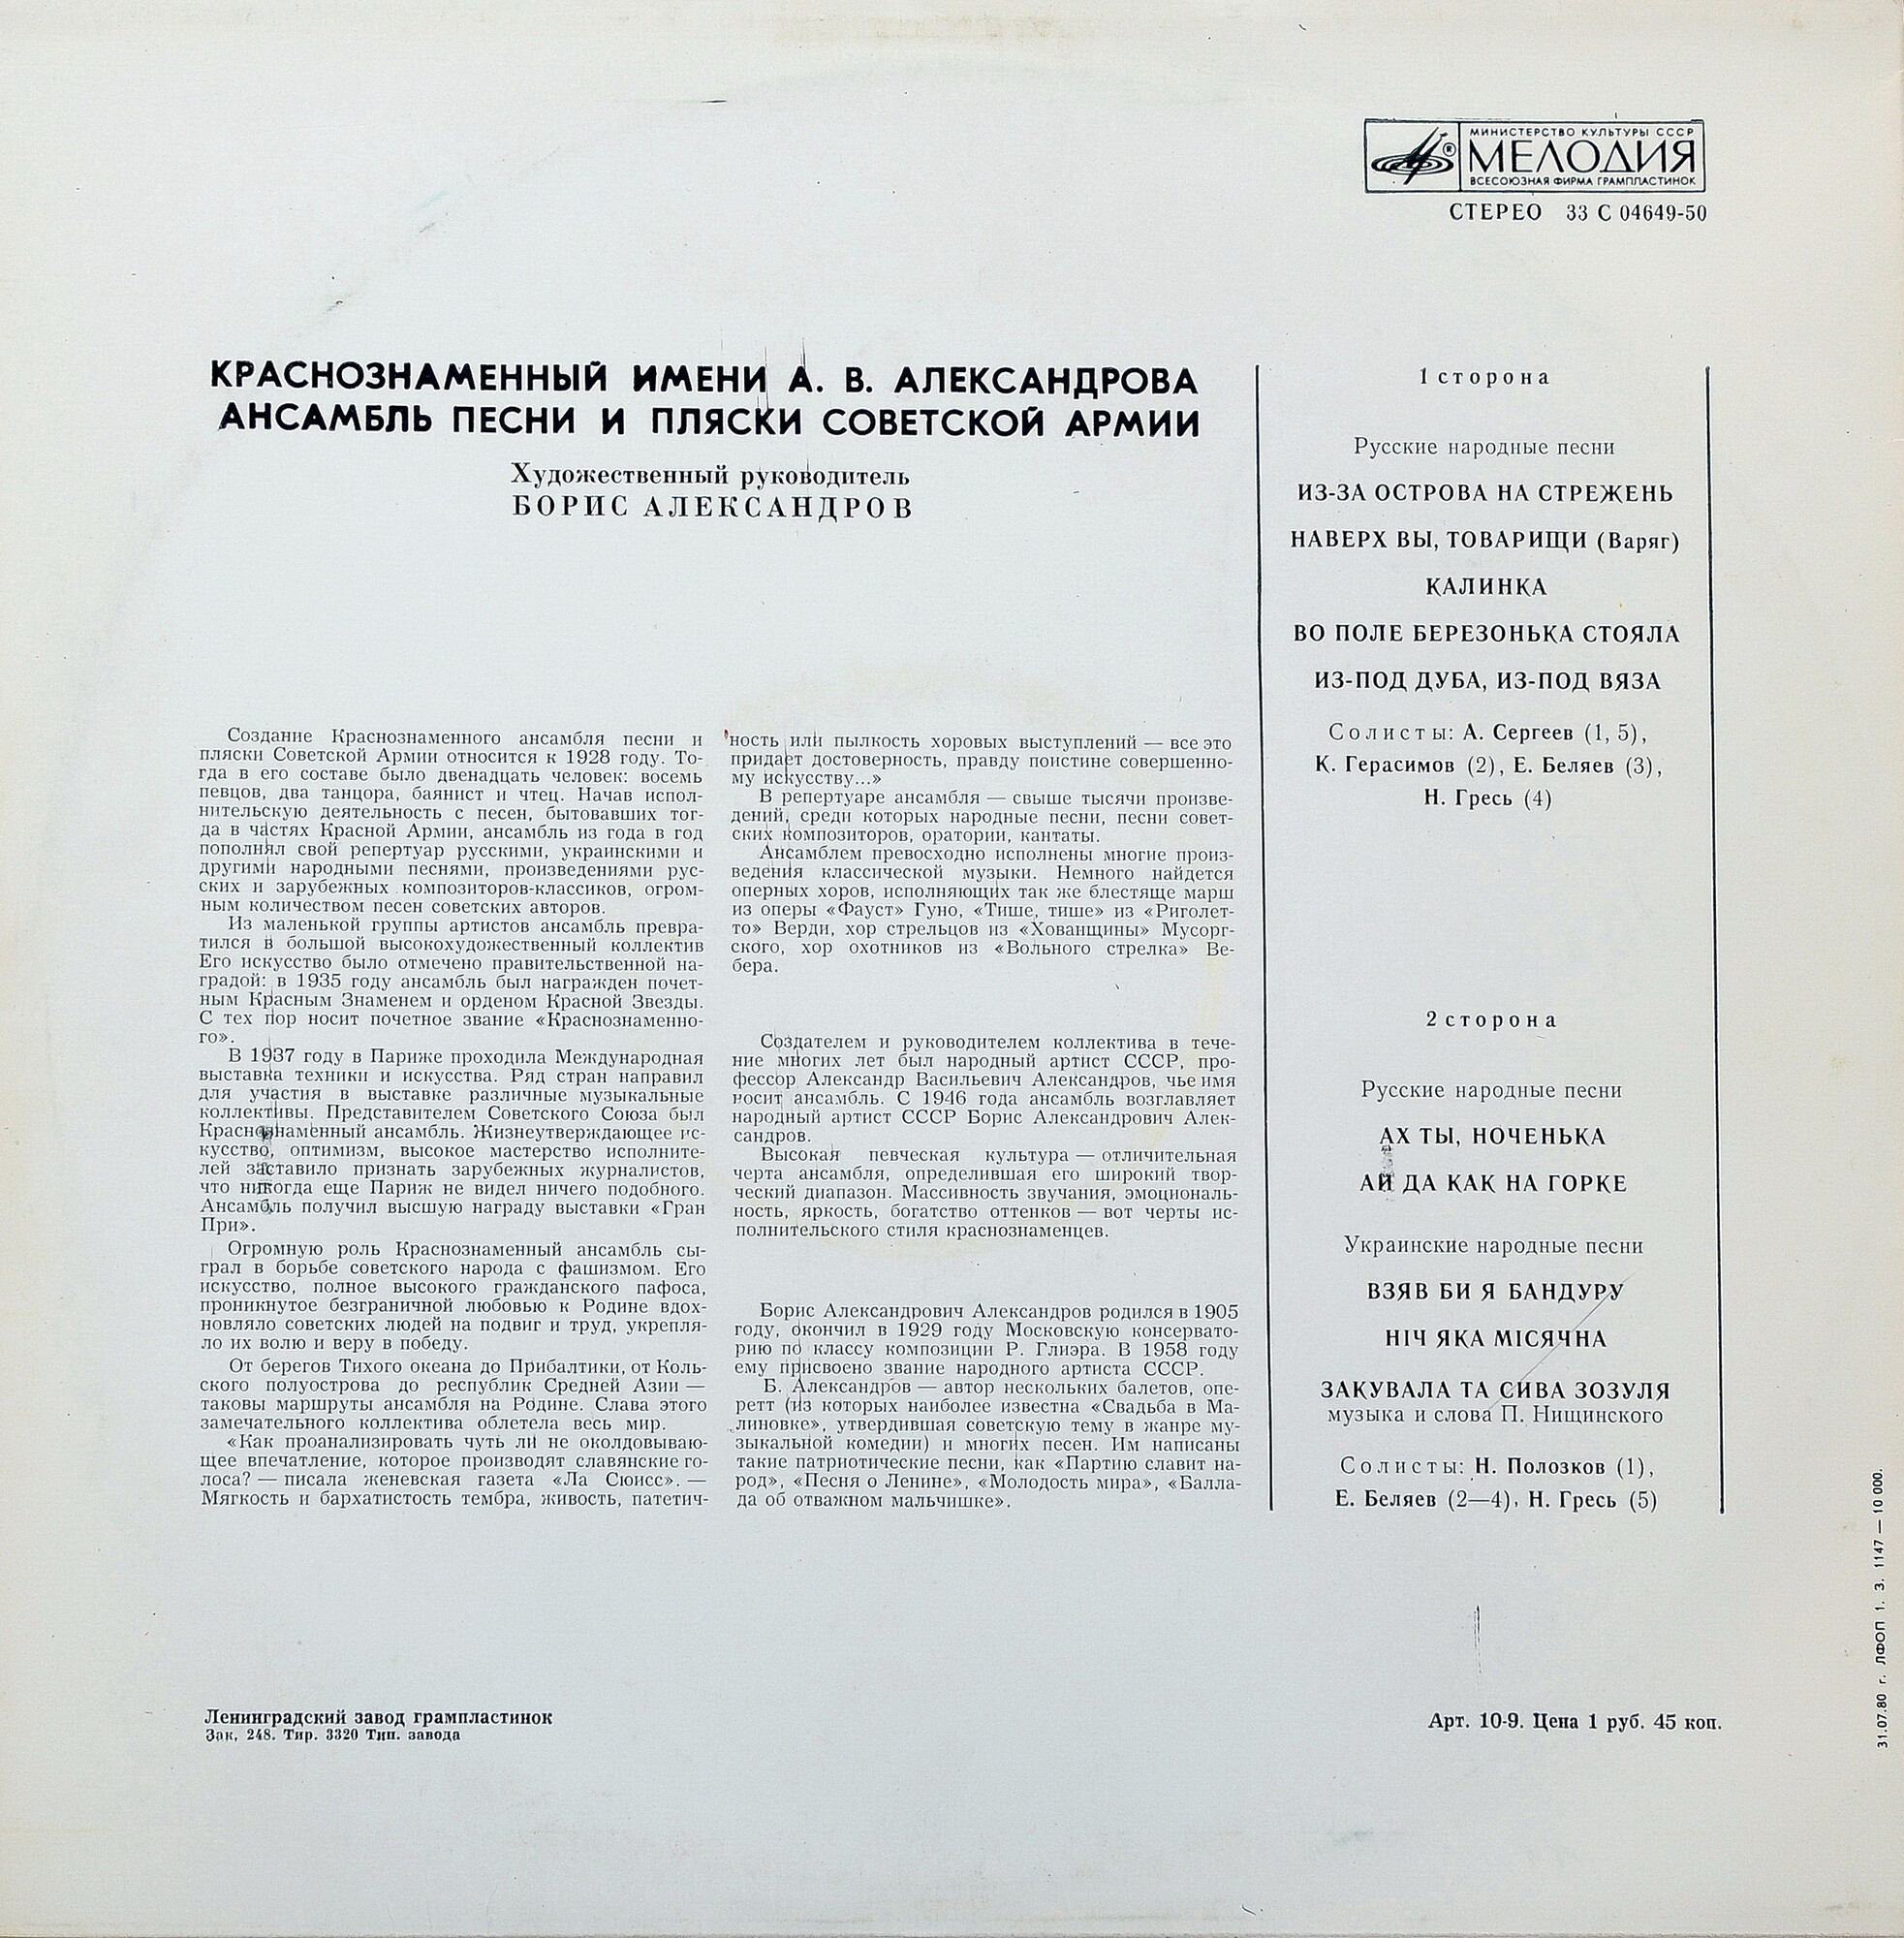 МИНИСТЕРСТВО КУЛЬТУРЫ СССР
МЕЛОДИЯ
ВСЕСОЮЗНАЯ ФИРМА ГРАМПЛАСТИНОК
СТЕРЕО 33 С 04649-50
КРАСНОЗНАМЕННЫЙ ИМЕНИ А. В. АЛЕКСАНДРОВА
АНСАМБЛЬ ПЕСНИ И ПЛЯСКИ СОВЕТСКОЙ АРМИИ
Художественный руководитель
БОРИС АЛЕКСАНДРОВ
Создание Краснознаменного ансамбля песни и
пляски Советской Армии относится к 1928 году. То-
гда в его составе было двенадцать человек: восемь
певцов, два танцора, баянист и чтец. Начав испол-
нительскую деятельность с песен, бытовавших тог-
да в частях Красной Армии, ансамбль из года в год
пополнял свой репертуар русскими, украинскими и
другими народными песнями, произведениями рус-
ских и зарубежных композиторов-классиков, огром-
ным количеством песен советских авторов.
Из маленькой группы артистов ансамбль превра-
тился в большой высокохудожественный коллектив
Его искусство было отмечено правительственной на-
градой: в 1935 году ансамбль был награжден почет-
ным Красным Знаменем и орденом Красной Звезды.
С тех пор носит почетное звание «Краснознаменно-
го».
В 1937 году в Париже проходила Международная
выставка техники и искусства. Ряд стран направил
для участия в выставке различные музыкальные
коллективы. Представителем Советского Союза был
Краснознаменный ансамбль. Жизнеутверждающее ис-
кусство, оптимизм, высокое мастерство исполните-
лей заставило признать зарубежных журналистов,
что никогда еще Париж не видел ничего подобного.
Ансамбль получил высшую награду выставки «Гран
При».
Огромную роль Краснознаменный ансамбль сы-
грал в борьбе советского народа с фашизмом. Его
искусство, полное высокого гражданского пафоса,
проникнутое безграничной любовью к Родине вдох-
новляло советских людей на подвиг и труд, укрепля-
ло их волю и веру в победу.
От берегов Тихого океана до Прибалтики, от Коль-
ского полуострова до республик Средней Азии —
таковы маршруты ансамбля на Родине. Слава этого
замечательного коллектива облетела весь мир.
«Как проанализировать чуть ли не околдовываю-
щее впечатление, которое производят славянские го-
лоса? — писала женевская газета «Ла Сюисс». —
Мягкость и бархатистость тембра, живость, патетич-
ность или пылкость хоровых выступлений — все это
придает достоверность, правду поистине совершенно-
му искусству...»
В репертуаре ансамбля — свыше тысячи произве-
дений, среди которых народные песни, песни совет-
ских композиторов, оратории, кантаты.
Ансамблем превосходно исполнены многие произ-
ведения классической музыки. Немного найдется
оперных хоров, исполняющих так же блестяще марш
из оперы «Фауст» Гуно, «Тише, тише» из «Риголет-
то» Верди, хор стрельцов из «Хованщины» Мусорг-
ского, хор охотников из «Вольного стрелка» Ве-
бера.
Создателем и руководителем коллектива в тече-
ние многих лет был народный артист СССР, про-
фессор Александр Васильевич Александров, чье имя
носит ансамбль. С 1946 года ансамбль возглавляет
народный артист СССР Борис Александрович Алек-
сандров.
Высокая певческая культура — отличительная
черта ансамбля, определившая его широкий твор-
ческий диапазон. Массивность звучания, эмоциональ-
ность, яркость, богатство оттенков — вот черты ис-
полнительского стиля краснознаменцев.
Борис Александрович Александров родился в 1905
году, окончил в 1929 году Московскую консервато-
рию по классу композиции Р. Глиэра. В 1958 году
ему присвоено звание народного артиста СССР.
Б. Александров — автор нескольких балетов, опе-
ретт (из которых наиболее известна «Свадьба в Ма-
линовке», утвердившая советскую тему в жанре му-
зыкальной комедии) и многих песен. Им написаны
такие патриотические песни, как «Партию славит на-
род», «Песня о Ленине», «Молодость мира», «Балла-
да об отважном мальчишке».
1 сторона
Русские народные песни
ИЗ-ЗА ОСТРОВА НА СТРЕЖЕНЬ
НАВЕРХ ВЫ, ТОВАРИЩИ (Варяг)
КАЛИНКА
ВО ПОЛЕ БЕРЕЗОНЬКА СТОЯЛА
ИЗ-ПОД ДУБА, ИЗ-ПОД ВЯЗА
Солисты: А. Сергеев (1, 5),
К. Герасимов (2), Е. Беляев (3),
Н. Гресь (4)
2 сторона
Русские народные песни
АХ ТЫ, НОЧЕНЬКА
АЙ ДА КАК НА ГОРКЕ
Украинские народные песни
ВЗЯВ БИ Я БАНДУРУ
НІЧ ЯКА МІСЯЧНА
ЗАКУВАЛА ТА СИВА ЗОЗУЛЯ
музыка и слова П. Нищинского
Солисты: Н. Полозков (1),
Е. Беляев (2—4), Н. Гресь (5)
Ленинградский завод грампластинок
Зак. 248. Тир. 3320 Тип. завода
Арт. 10-9. Цена 1 руб. 45 коп.
31.07.80 г. ЛФОП 1. З. 1147 — 10 000.